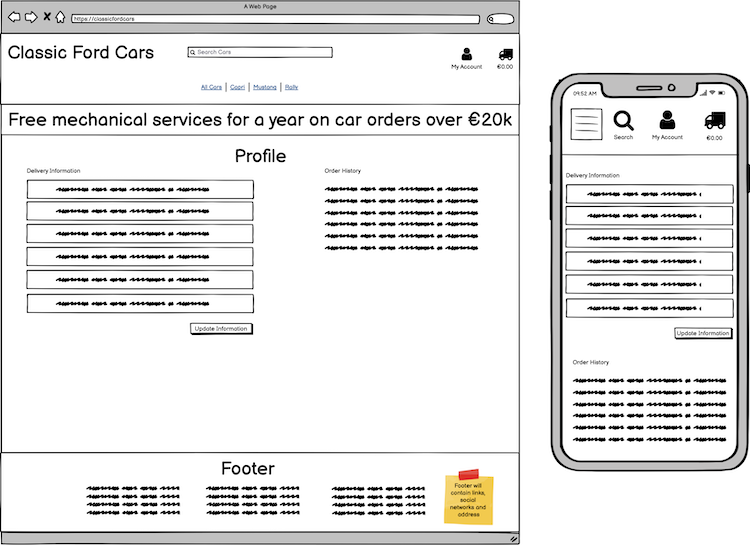 A Web Page
https://classicfordcars
Classic Ford Cars
Search Cars
My Account
€0.00
All Cars
Capri
Mustang
Rally
Free mechanical services for a year on car orders over €20k
Profile
Delivery Information
Order History
Update Information
Footer
Footer will
contain links,
social
networks and
address
09:52 AM
Search
My Account
€0.00
Delivery Information
Update Information
Order History